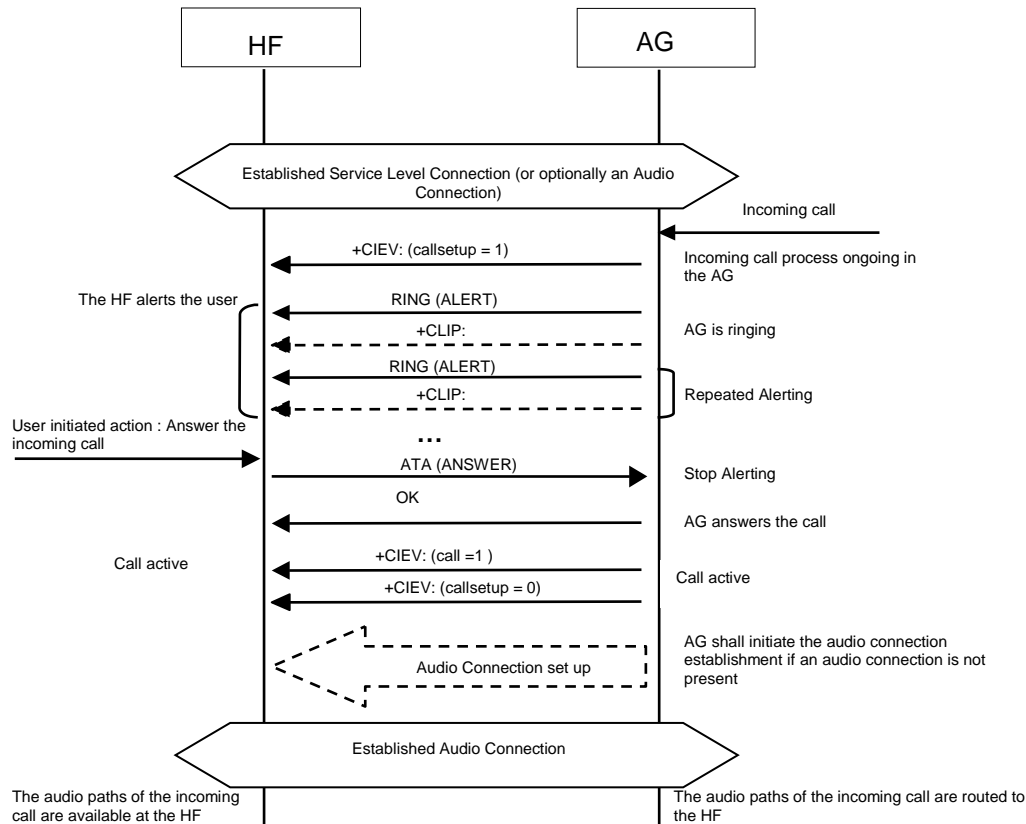 HF
AG
Established Service Level Connection (or optionally an Audio
Connection)
Incoming call
+CIEV: (callsetup = 1)
Incoming call process ongoing in
the AG
The HF alerts the user
RING (ALERT)
AG is ringing
+CLIP:
RING (ALERT)
+CLIP:
Repeated Alerting
User initiated action : Answer the
incoming call
...
ATA (ANSWER)
Stop Alerting
OK
AG answers the call
+CIEV: (call =1 )
Call active
Call active
+CIEV: (callsetup = 0)
AG shall initiate the audio connection
establishment if an audio connection is not
present
Audio Connection set up
Established Audio Connection
The audio paths of the incoming
call are available at the HF
The audio paths of the incoming call are routed to
the HF